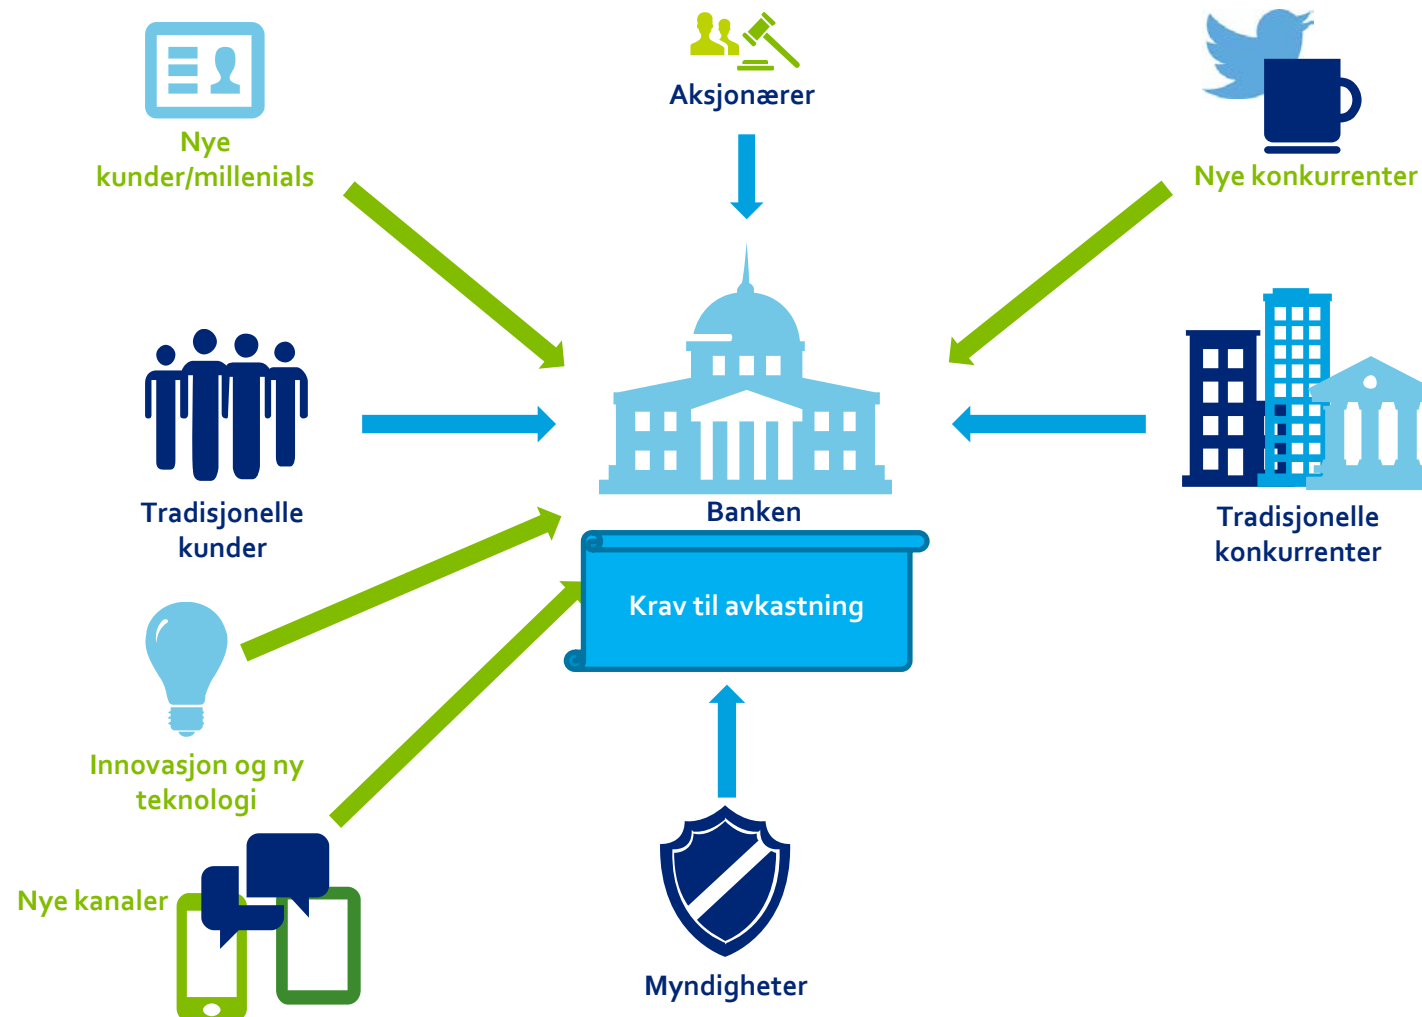 Aksjonærer
Nye
kunder/millenials
Nye konkurrenter
Tradisjonelle
kunder
Banken
Tradisjonelle
konkurrenter
Krav til avkastning
Innovasjon og ny
teknologi
Nye kanaler
Myndigheter